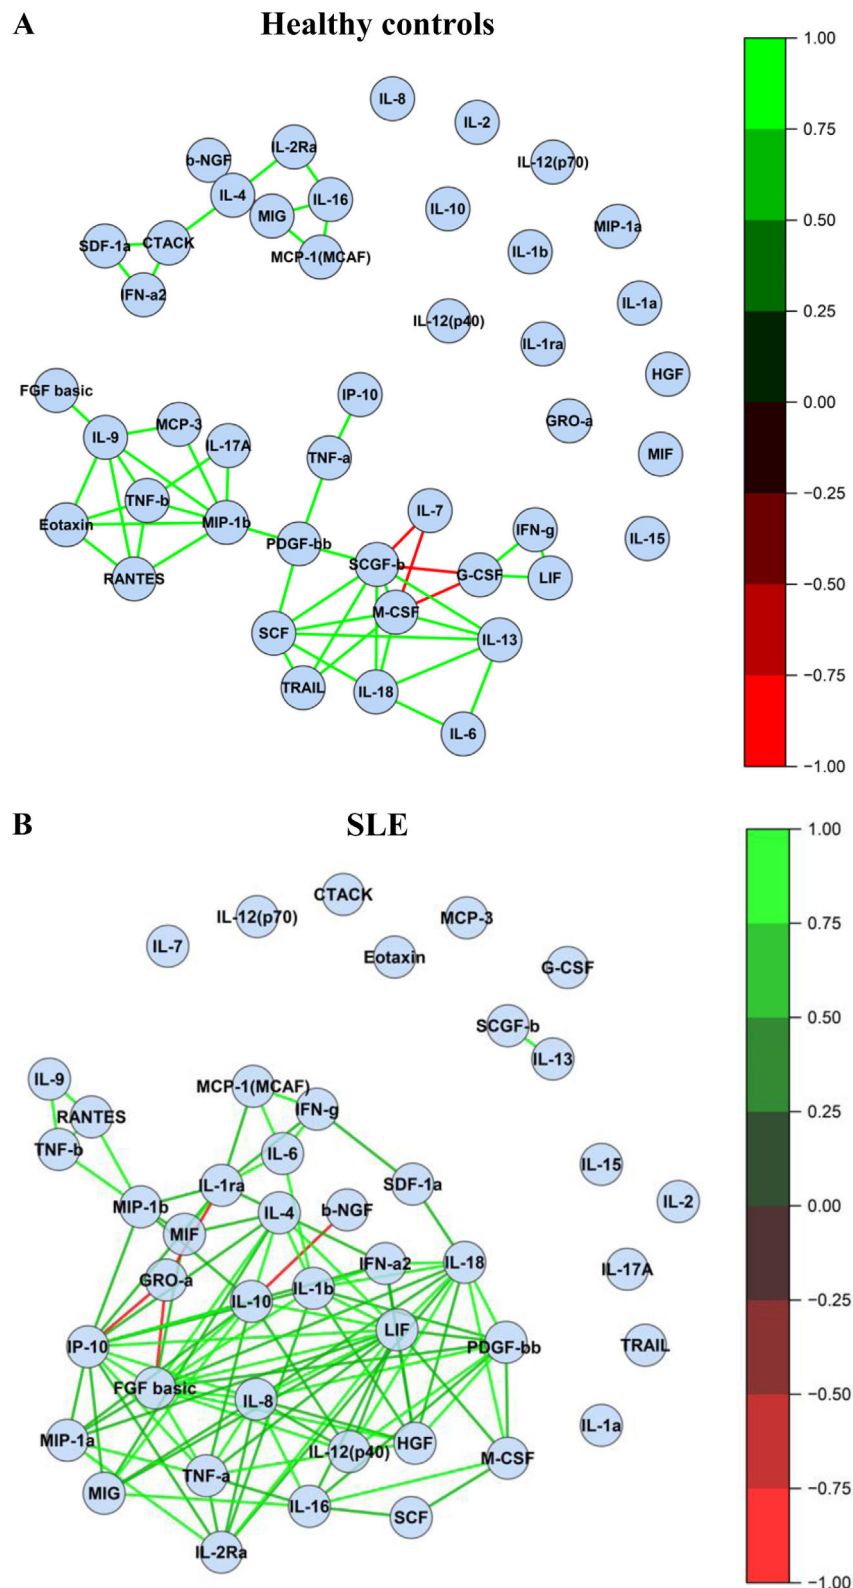 A
Healthy controls
1.00
IL-8
IL-2
0.75
b-NGF
IL-2Ra
IL-12(p70)
IL-4
IL-16
IL-10
MIG
MIP-1a
0.50
SDF-1a
CTACK
MCP-1(MCAF)
IL-1b
IFN-a2
IL-1a
0.25
IL-12(p40)
IL-1ra
HGF
FGF basic
IP-10
0.00
MCP-3
GRO-a
IL-9
IL-17A
TNF-a
MIF
−0.25
TNF-b
IL-7
Eotaxin
MIP-1b
IFN-g
PDGF-bb
IL-15
SCGF-b
G-CSF
LIF
RANTES
−0.50
M-CSF
SCF
IL-13
−0.75
TRAIL
IL-18
IL-6
−1.00
B
SLE
1.00
CTACK
IL-12(p70)
MCP-3
0.75
IL-7
Eotaxin
G-CSF
0.50
SCGF-b
IL-13
IL-9
MCP-1(MCAF)
IFN-g
0.25
RANTES
TNF-b
IL-6
IL-15
IL-1ra
SDF-1a
IL-2
0.00
MIP-1b
IL-4
b-NGF
MIF
IFN-a2
IL-18
IL-17A
GRO-a
IL-1b
−0.25
IL-10
LIF
IP-10
PDGF-bb
TRAIL
FGF basic
−0.50
IL-8
IL-1a
MIP-1a
HGF
IL-12(p40)
M-CSF
TNF-a
−0.75
MIG
IL-16
SCF
IL-2Ra
−1.00